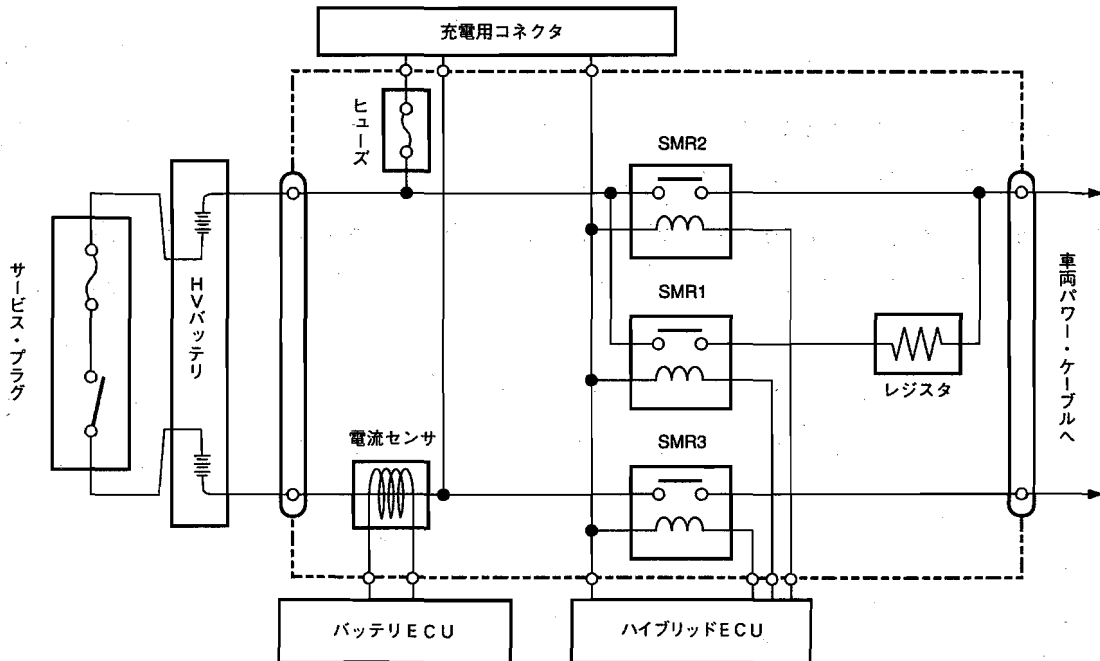 充電用コネクタ
ヒューズ
SMR2
サービス・プラグ
HVバッテリ
SMR1
車両パワー・ケーブルへ
レジスタ
電流センサ
SMR3
バッテリECU
ハイブリッドECU